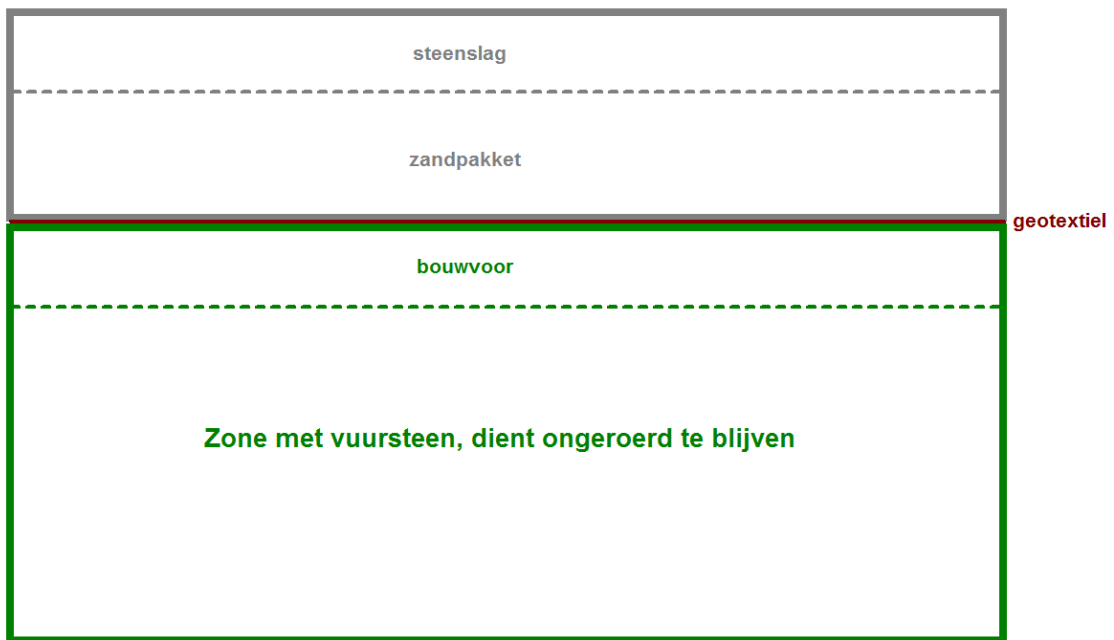 steenslag
zandpakket
geotextiel
bouwvoor
Zone met vuursteen, dient ongeroerd te blijven